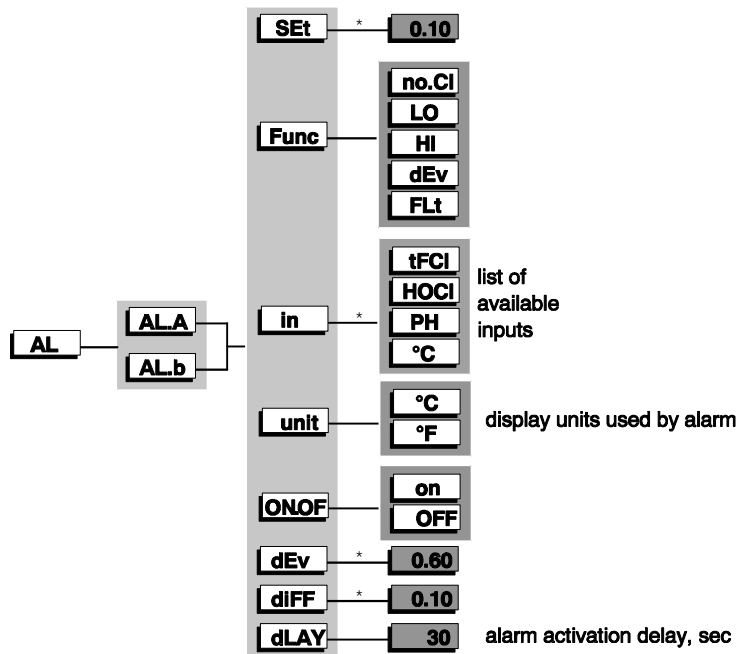 SEt * 0.10
no.Cl
LO
Func HI
dEv
FLt
tFCl
HOCl
in * PH
°C
list of
available
inputs
AL
AL.A
AL.b
unit °C
°F
display units used by alarm
ON.OF on
OFF
dEv * 0.60
diFF * 0.10
dLAY 30 alarm activation delay, sec